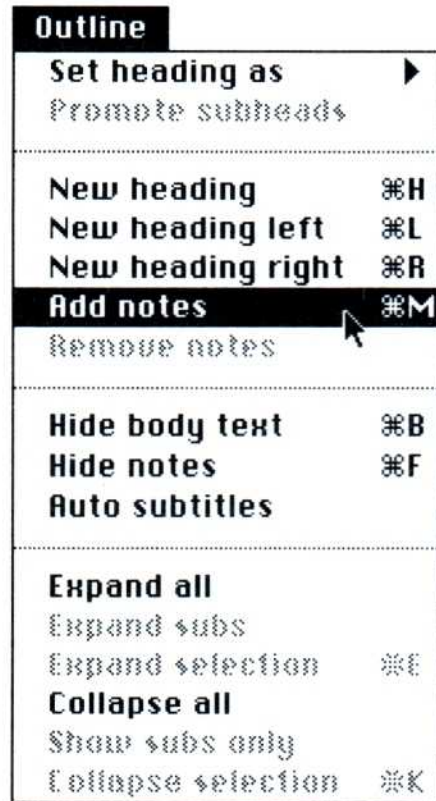 Outline
Set heading as ▶
Promote subheads
New heading ⌘H
New heading left ⌘L
New heading right ⌘R
Add notes ⌘M
Remove notes
Hide body text ⌘B
Hide notes ⌘F
Auto subtitles
Expand all
Expand subs
Expand selection ⌘E
Collapse all
Show subs only
Collapse selection ⌘K